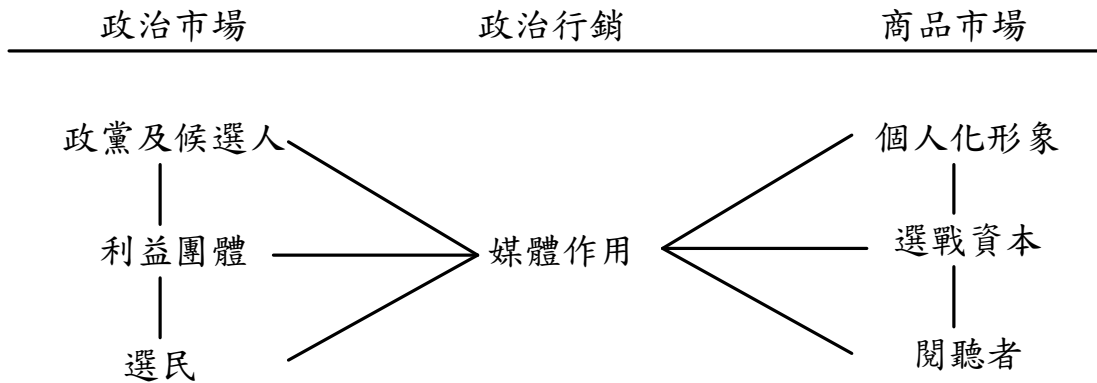 政治市場 政治行銷 商品市場
政黨及候選人 個人化形象
利益團體 媒體作用 選戰資本
選民 閱聽者